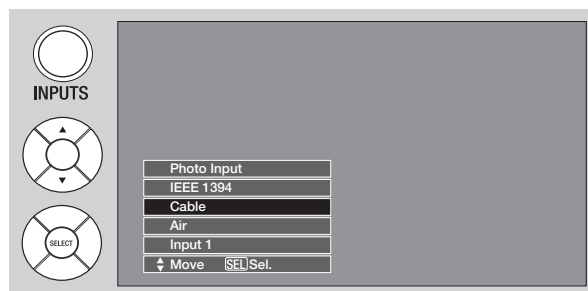 INPUTS
SELECT
Photo Input
IEEE 1394
Cable
Air
Input 1
Move SEL Sel.